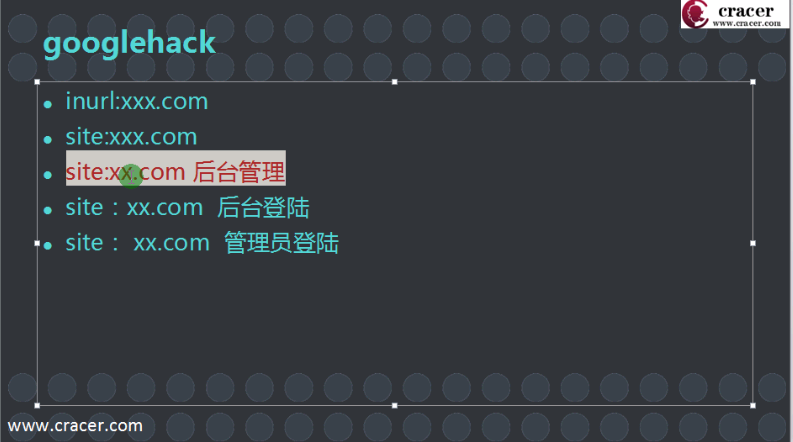 cracer
www.cracer.com
googlehack
inurl:xxx.com
site:xxx.com
site:xx.com 后台管理
site：xx.com 后台登陆
site： xx.com 管理员登陆
www.cracer.com